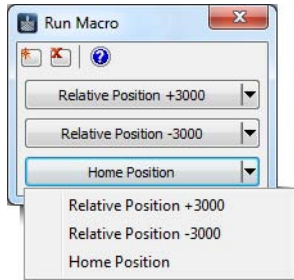 Run Macro
Relative Position +3000
Relative Position -3000
Home Position
Relative Position +3000
Relative Position -3000
Home Position